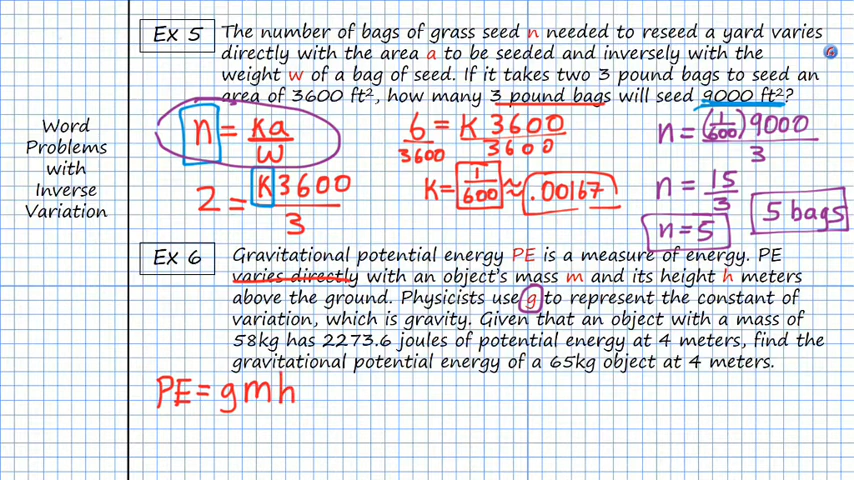 Ex 5
The number of bags of grass seed n needed to reseed a yard varies
directly with the area a to be seeded and inversely with the
weight w of a bag of seed. If it takes two 3 pound bags to seed an
area of 3600 ft², how many 3 pound bags will seed 9000 ft²?
Word
Problems
with
Inverse
Variation
n = Ka/w
2 = K3600/3
6/3600 = K 3600/3600
K = 1/600 ≈ .00167
n = (1/600)9000/3
n = 15/3
n = 5
5 bags
Ex 6
Gravitational potential energy PE is a measure of energy. PE
varies directly with an object's mass m and its height h meters
above the ground. Physicists use g to represent the constant of
variation, which is gravity. Given that an object with a mass of
58kg has 2273.6 joules of potential energy at 4 meters, find the
gravitational potential energy of a 65kg object at 4 meters.
PE = gmh